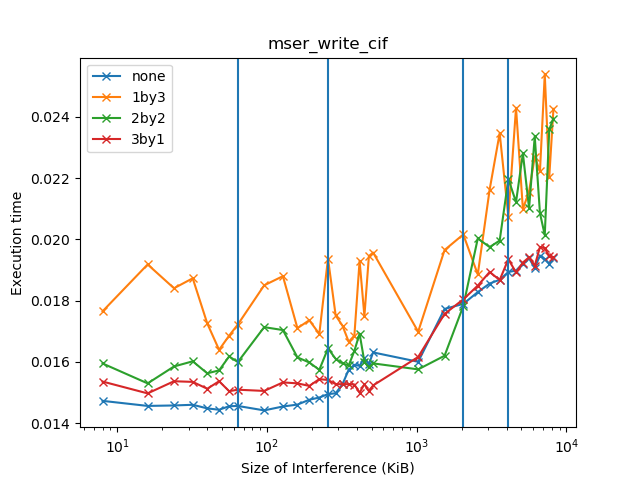 mser_write_cif
none
1by3
2by2
3by1
Execution time
0.024
0.022
0.020
0.018
0.016
0.014
10¹
10²
10³
10⁴
Size of Interference (KiB)